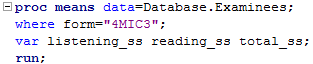 proc means data=Database.Examinees;
where form="4MIC3";
var listening_ss reading_ss total_ss;
run;